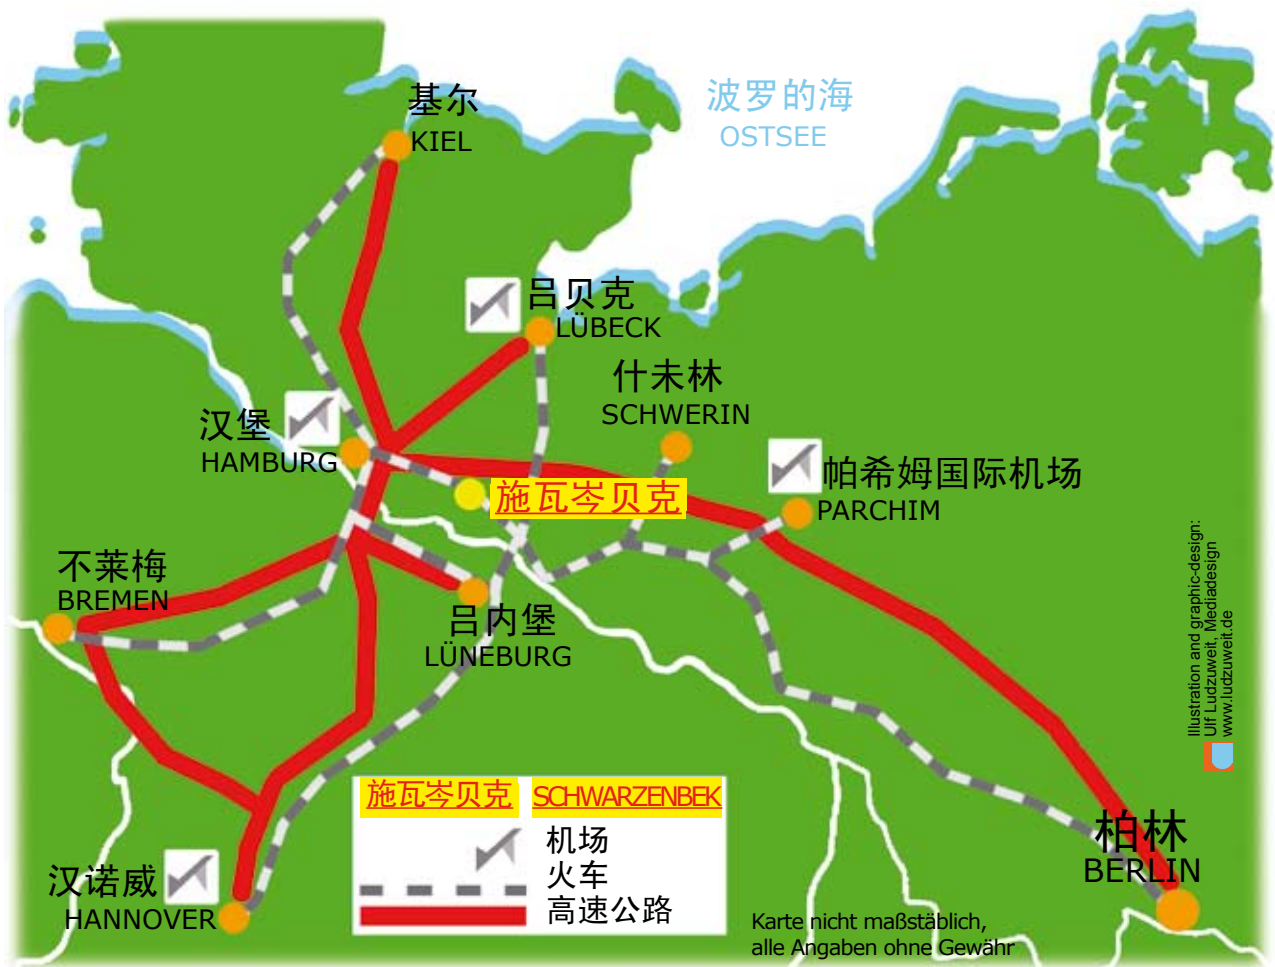 基尔
KIEL
波罗的海
OSTSEE
吕贝克
LÜBECK
什未林
SCHWERIN
汉堡
HAMBURG
施瓦岑贝克
帕希姆国际机场
PARCHIM
不莱梅
BREMEN
吕内堡
LÜNEBURG
Illustration and graphic-design:
Ulf Ludzuweit, Mediadesign
www.ludzuweit.de
施瓦岑贝克 SCHWARZENBEK
机场
火车
高速公路
柏林
BERLIN
汉诺威
HANNOVER
Karte nicht maßstäblich,
alle Angaben ohne Gewähr